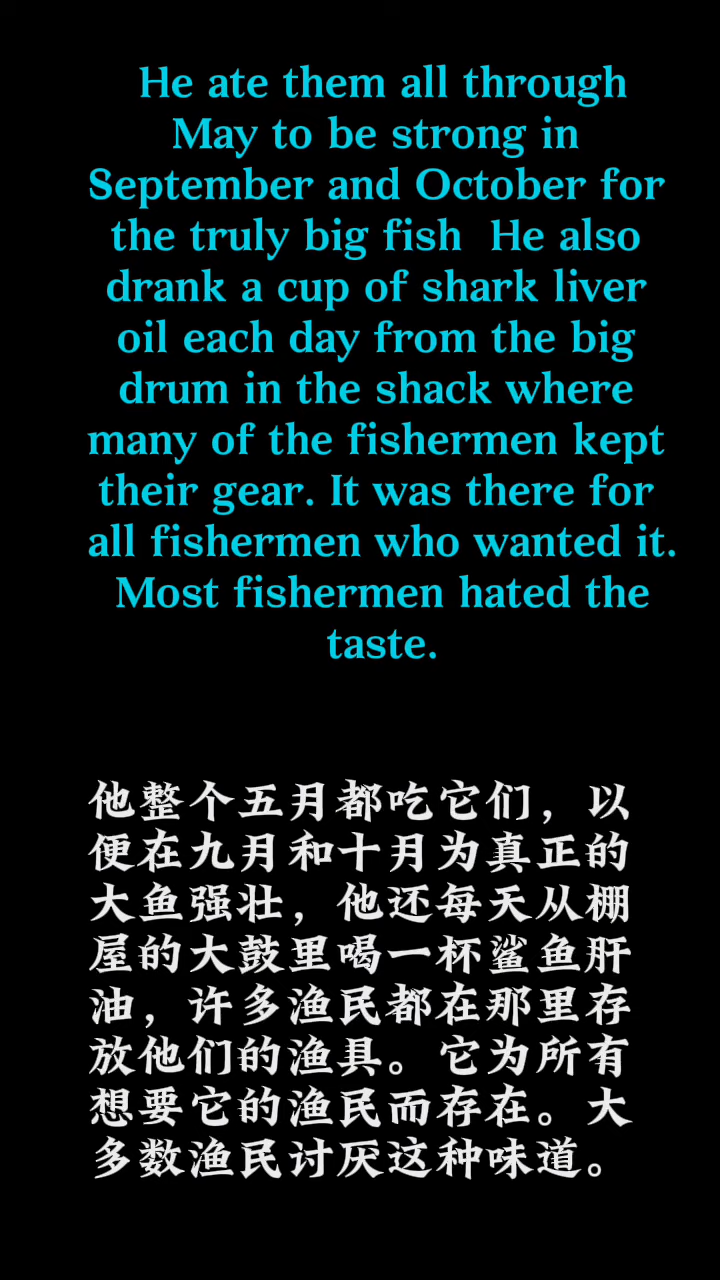 He ate them all through
May to be strong in
September and October for
the truly big fish  He also
drank a cup of shark liver
oil each day from the big
drum in the shack where
many of the fishermen kept
their gear. It was there for
all fishermen who wanted it.
Most fishermen hated the
taste.
他整个五月都吃它们，以
便在九月和十月为真正的
大鱼强壮，他还每天从棚
屋的大鼓里喝一杯鲨鱼肝
油，许多渔民都在那里存
放他们的渔具。它为所有
想要它的渔民而存在。大
多数渔民讨厌这种味道。